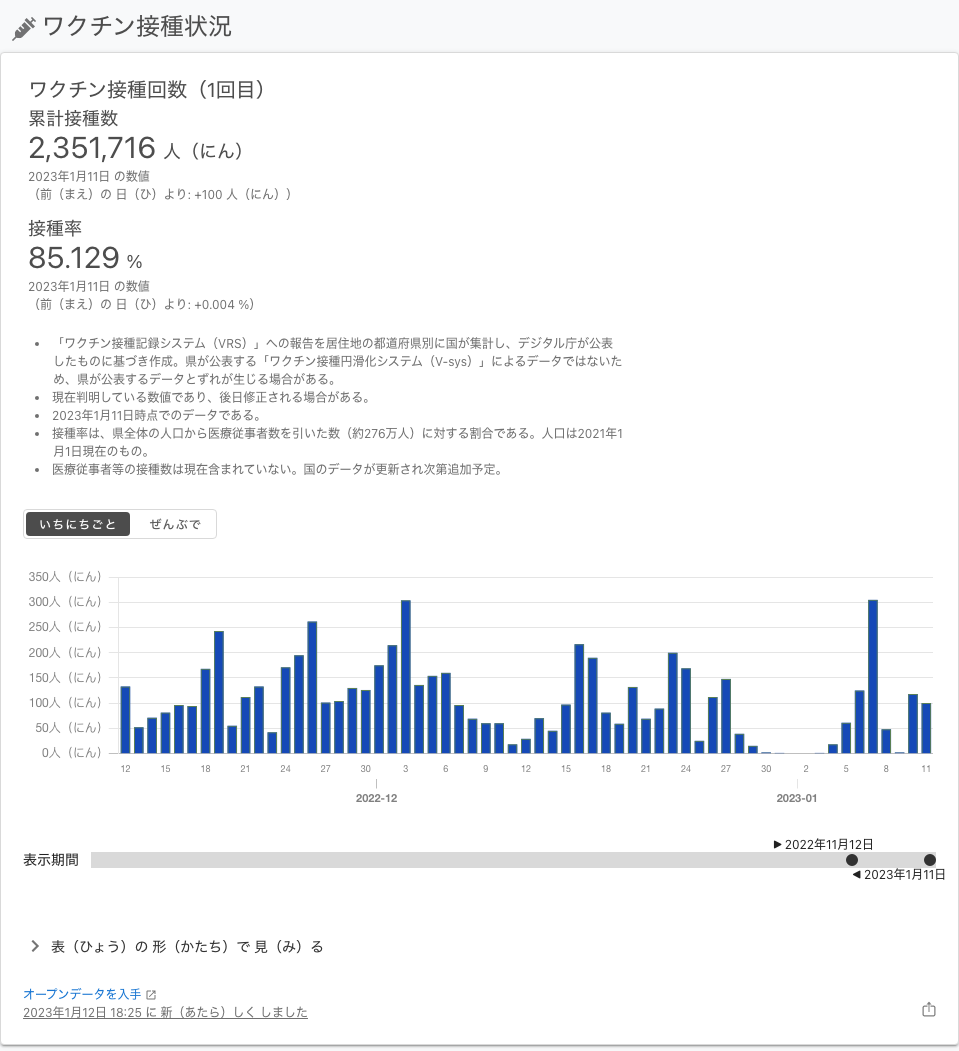 ワクチン接種状況
ワクチン接種回数（1回目）
累計接種数
2,351,716 人（にん）
2023年1月11日 の数値
（前（まえ）の 日（ひ）より: +100 人（にん））
接種率
85.129 %
2023年1月11日 の数値
（前（まえ）の 日（ひ）より: +0.004 %）
• 「ワクチン接種記録システム（VRS）」への報告を居住地の都道府県別に国が集計し、デジタル庁が公表
したものに基づき作成。県が公表する「ワクチン接種円滑化システム（V-sys）」によるデータではないた
め、県が公表するデータとずれが生じる場合がある。
• 現在判明している数値であり、後日修正される場合がある。
• 2023年1月11日時点でのデータである。
• 接種率は、県全体の人口から医療従事者数を引いた数（約276万人）に対する割合である。人口は2021年1
月1日現在のもの。
• 医療従事者等の接種数は現在含まれていない。国のデータが更新され次第追加予定。
いちにちごと ぜんぶで
350人（にん）
300人（にん）
250人（にん）
200人（にん）
150人（にん）
100人（にん）
50人（にん）
0人（にん）
12 15 18 21 24 27 30 3 6 9 12 15 18 21 24 27 30 2 5 8 11
2022-12 2023-01
▶ 2022年11月12日
表示期間
◀ 2023年1月11日
表（ひょう）の 形（かたち）で 見（み）る
オープンデータを入手
2023年1月12日 18:25 に 新（あたら）しく しました